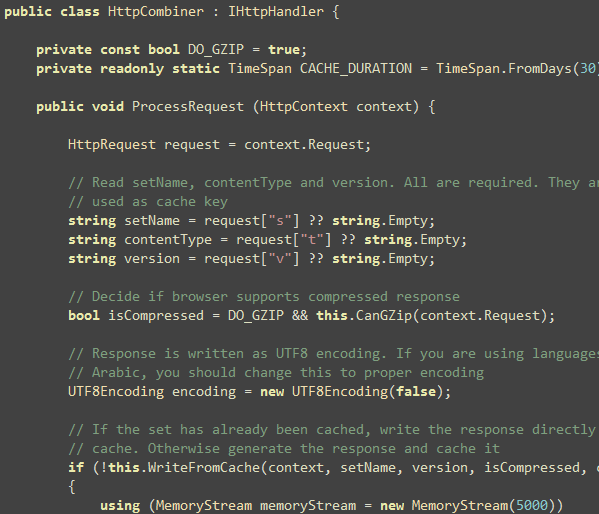 public class HttpCombiner : IHttpHandler {
private const bool DO_GZIP = true;
private readonly static TimeSpan CACHE_DURATION = TimeSpan.FromDays(30)
public void ProcessRequest (HttpContext context) {
HttpRequest request = context.Request;
// Read setName, contentType and version. All are required. They
// used as cache key
string setName = request["s"] ?? string.Empty;
string contentType = request["t"] ?? string.Empty;
string version = request["v"] ?? string.Empty;
// Decide if browser supports compressed response
bool isCompressed = DO_GZIP && this.CanGZip(context.Request);
// Response is written as UTF8 encoding. If you are using languages
// Arabic, you should change this to proper encoding
UTF8Encoding encoding = new UTF8Encoding(false);
// If the set has already been cached, write the response directly
// cache. Otherwise generate the response and cache it
if (!this.WriteFromCache(context, setName, version, isCompressed,
{
using (MemoryStream memoryStream = new MemoryStream(5000))